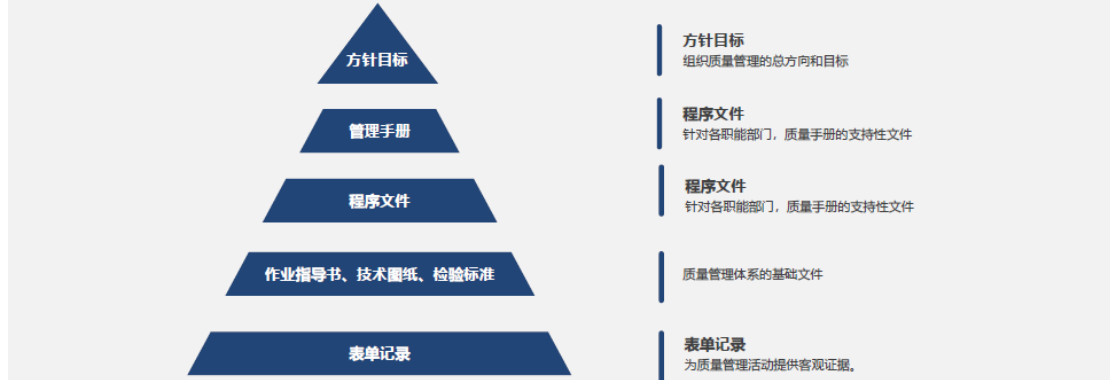 方针目标
管理手册
程序文件
作业指导书、技术图纸、检验标准
表单记录
方针目标
组织质量管理的总方向和目标
程序文件
针对各职能部门，质量手册的支持性文件
程序文件
针对各职能部门，质量手册的支持性文件
质量管理体系的基础文件
表单记录
为质量管理活动提供客观证据。